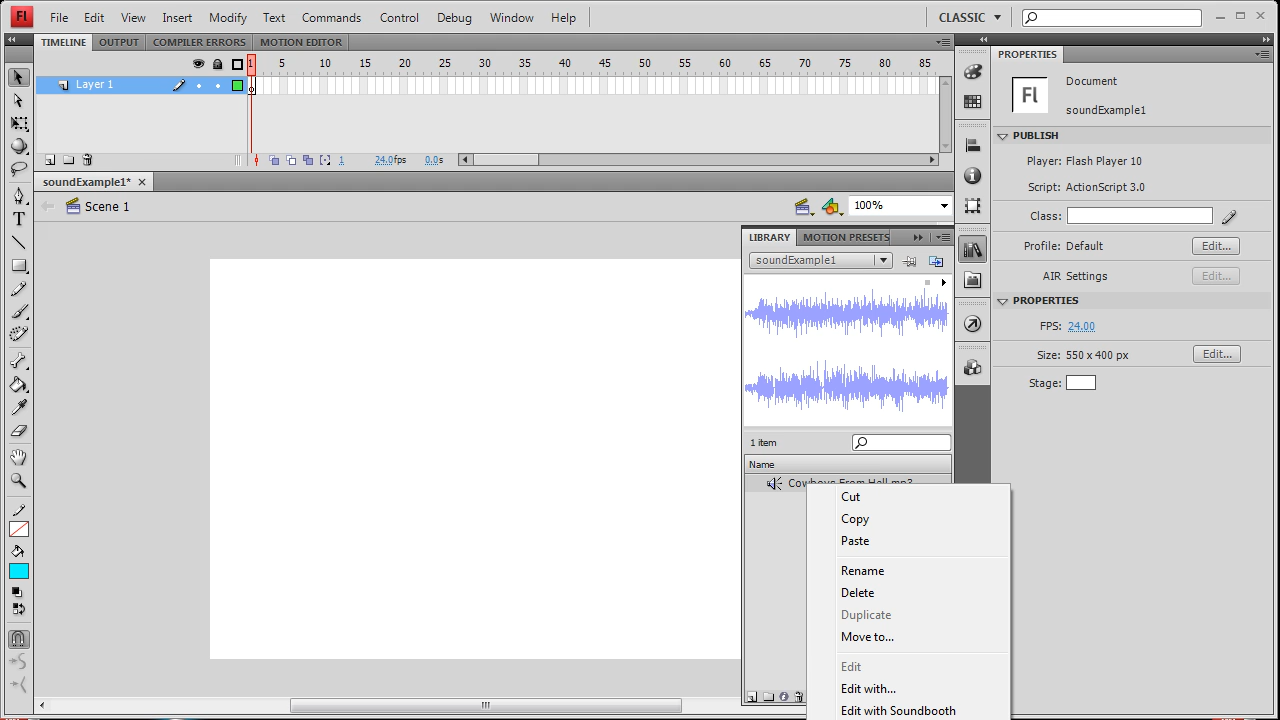 Fl File Edit View Insert Modify Text Commands Control Debug Window Help CLASSIC
TIMELINE OUTPUT COMPILER ERRORS MOTION EDITOR
1 5 10 15 20 25 30 35 40 45 50 55 60 65 70 75 80 85
Layer 1
1 24.0fps 0.0s
soundExample1*
Scene 1
100%
LIBRARY MOTION PRESETS
soundExample1
1 item
Name
Cowboys From Hell.mp3
Cut
Copy
Paste
Rename
Delete
Duplicate
Move to...
Edit
Edit with...
Edit with Soundbooth
PROPERTIES
Fl
Document
soundExample1
PUBLISH
Player: Flash Player 10
Script: ActionScript 3.0
Class:
Profile: Default Edit...
AIR Settings Edit...
PROPERTIES
FPS: 24.00
Size: 550 x 400 px Edit...
Stage: